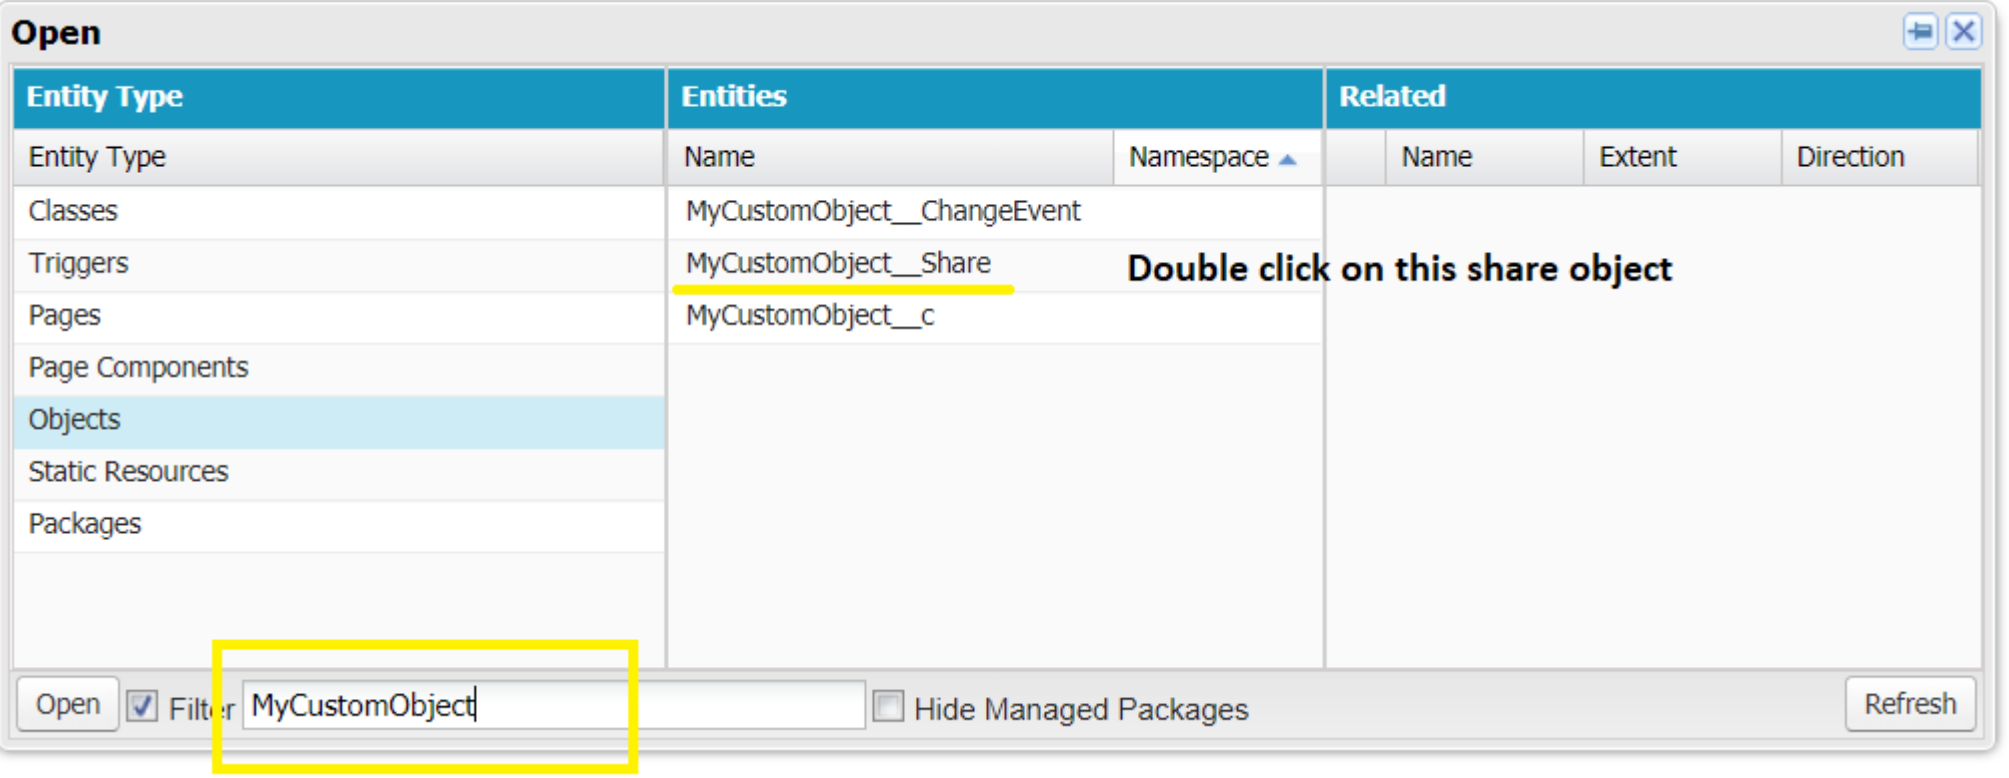 Open
Entity Type Entities Related
Entity Type Name Namespace Name Extent Direction
Classes MyCustomObject__ChangeEvent
Triggers MyCustomObject__Share Double click on this share object
Pages MyCustomObject__c
Page Components
Objects
Static Resources
Packages
Open Filter MyCustomObject Hide Managed Packages Refresh